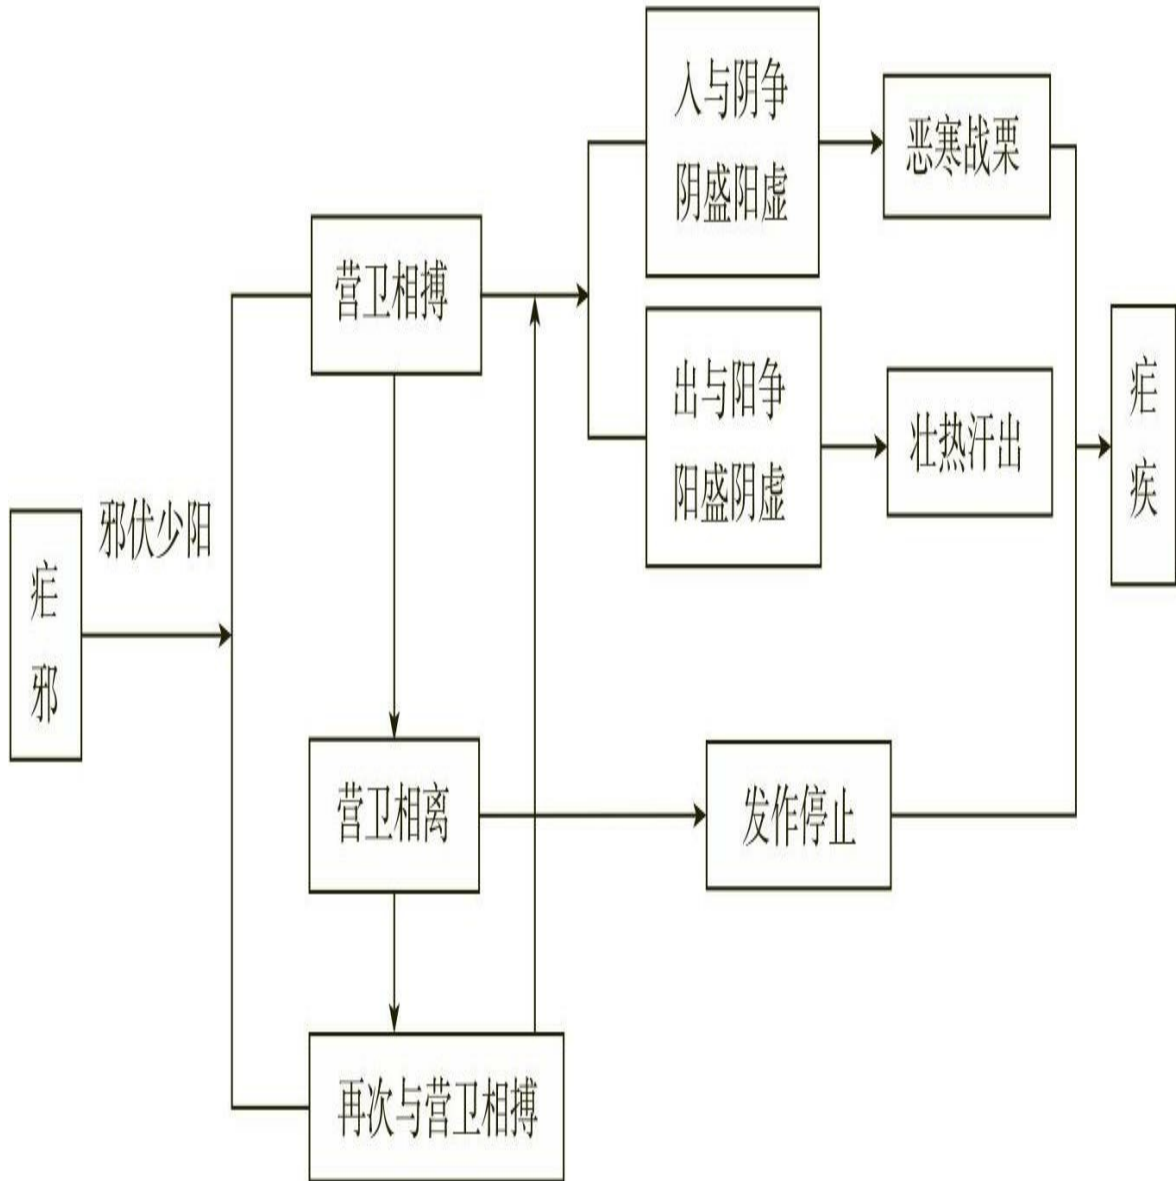 人与阴争
阴盛阳虚
恶寒战栗
营卫相搏
出与阳争
阳盛阴虚
壮热汗出
疟
疾
邪伏少阳
疟
邪
营卫相离
发作停止
再次与营卫相搏